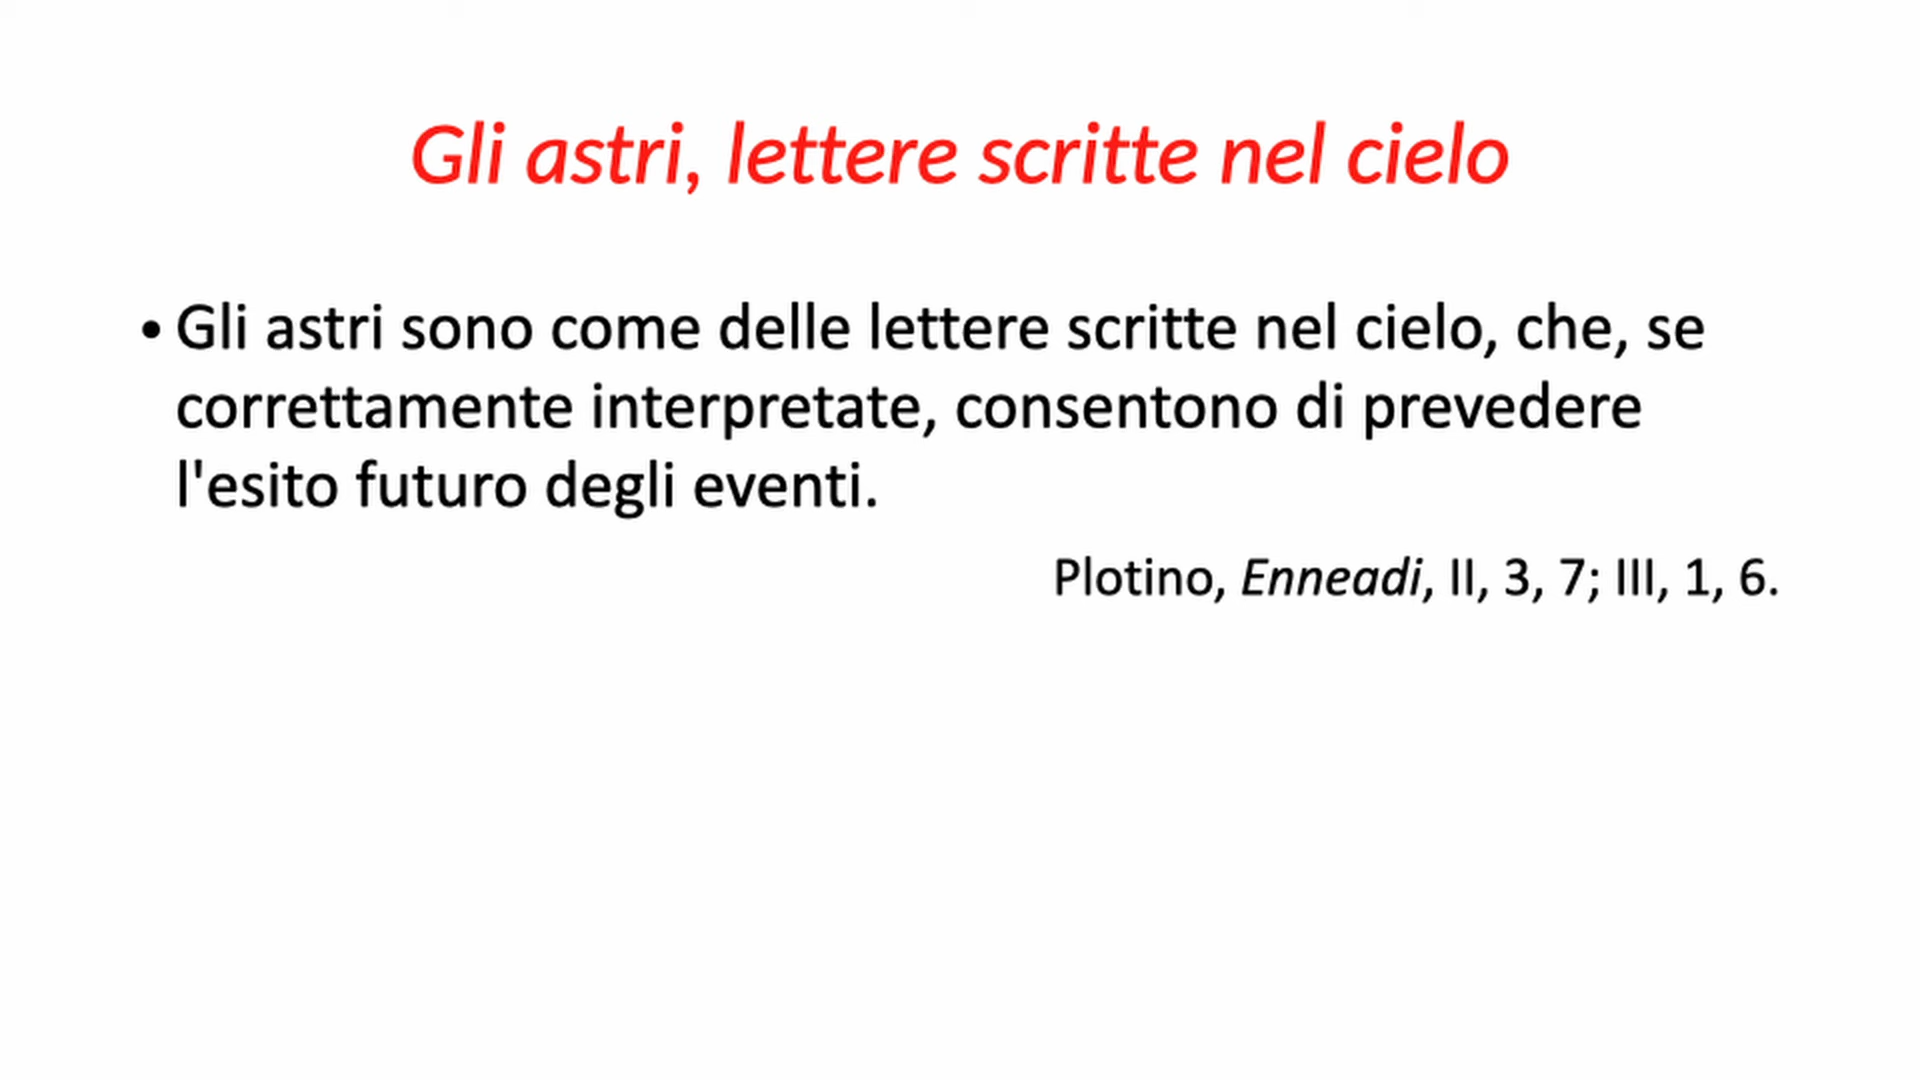 Gli astri, lettere scritte nel cielo
• Gli astri sono come delle lettere scritte nel cielo, che, se
correttamente interpretate, consentono di prevedere
l'esito futuro degli eventi.
Plotino, Enneadi, II, 3, 7; III, 1, 6.